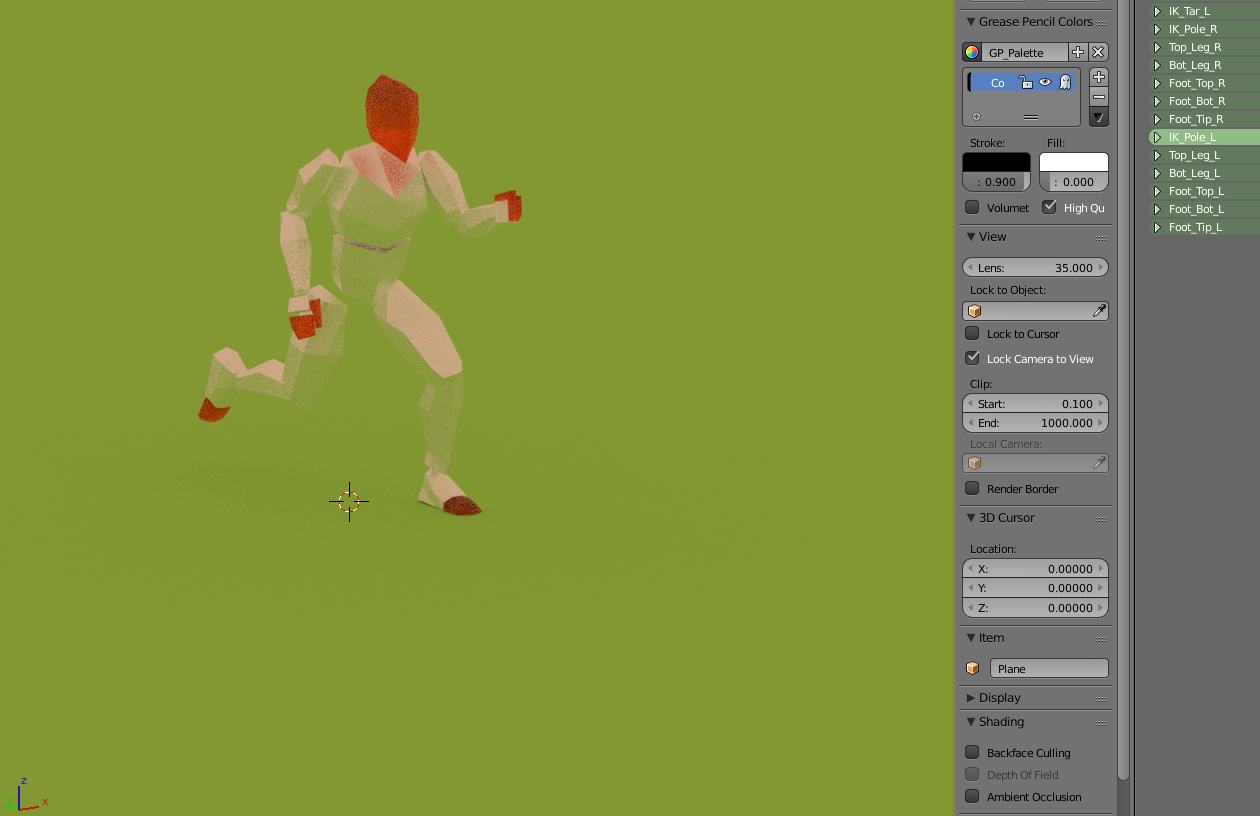 Grease Pencil Colors
GP_Palette
Co
Stroke: Fill:
: 0.900 : 0.000
Volumet High Qu
View
Lens: 35.000
Lock to Object:
Lock to Cursor
Lock Camera to View
Clip:
Start: 0.100
End: 1000.000
Local Camera:
Render Border
3D Cursor
Location:
X: 0.00000
Y: 0.00000
Z: 0.00000
Item
Plane
Display
Shading
Backface Culling
Depth Of Field
Ambient Occlusion
IK_Tar_L
IK_Pole_R
Top_Leg_R
Bot_Leg_R
Foot_Top_R
Foot_Bot_R
Foot_Tip_R
IK_Pole_L
Top_Leg_L
Bot_Leg_L
Foot_Top_L
Foot_Bot_L
Foot_Tip_L
z
x